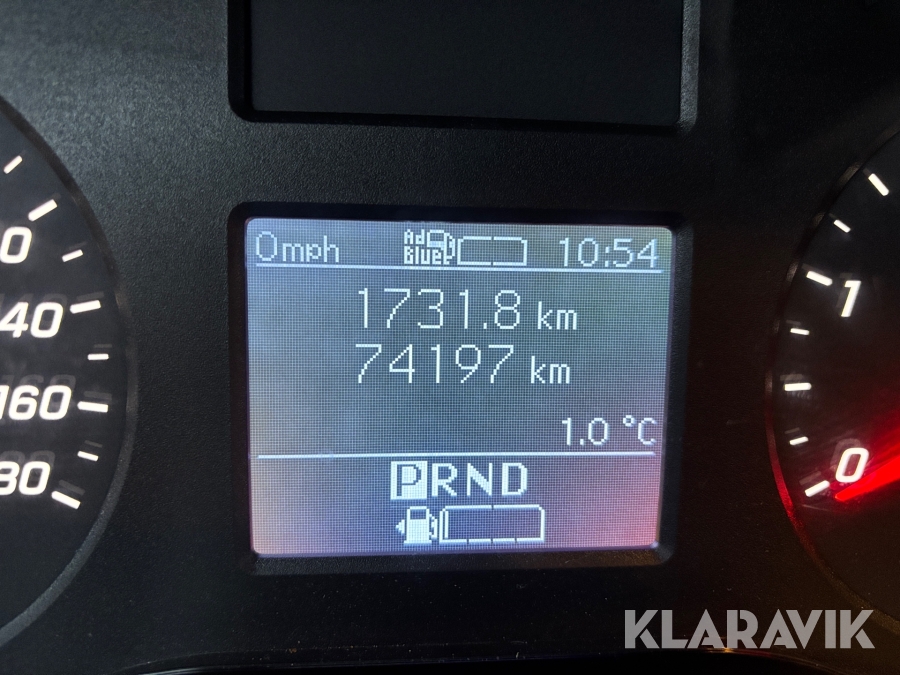 0mph Ad Blue 10:54
1731.8 km
74197 km
1.0 °C
PRND
40
160
1
0
KLARAVIK